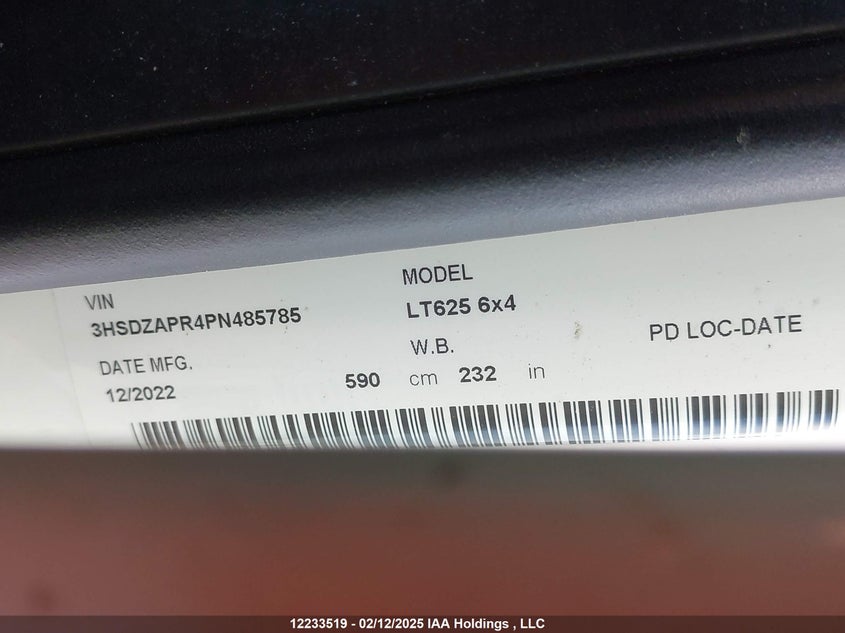 VIN
3HSDZAPR4PN485785
MODEL
LT625 6x4
DATE MFG.
12/2022
W.B.
590 cm 232 in
PD LOC-DATE
12233519 - 02/12/2025 IAA Holdings , LLC